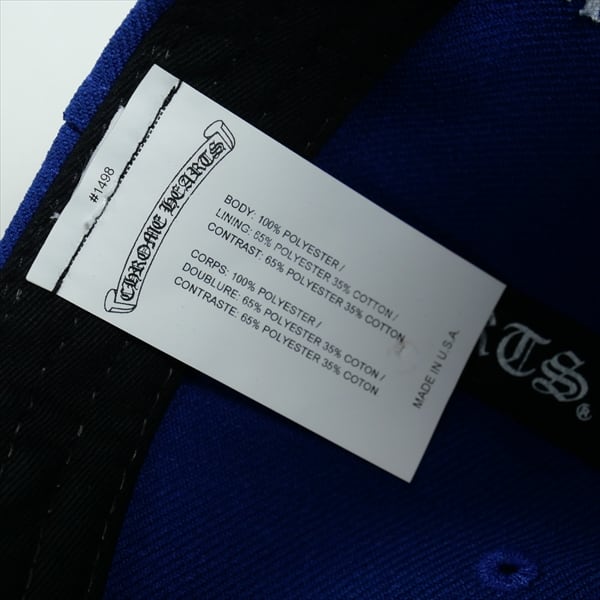 #1498
CHROME HEARTS
BODY: 100% POLYESTER /
LINING: 65% POLYESTER 35% COTTON /
CONTRAST: 65% POLYESTER 35% COTTON
CORPS: 100% POLYESTER /
DOUBLURE: 65% POLYESTER 35% COTON /
CONTRASTE: 65% POLYESTER 35% COTON
MADE IN U.S.A.
RTS®